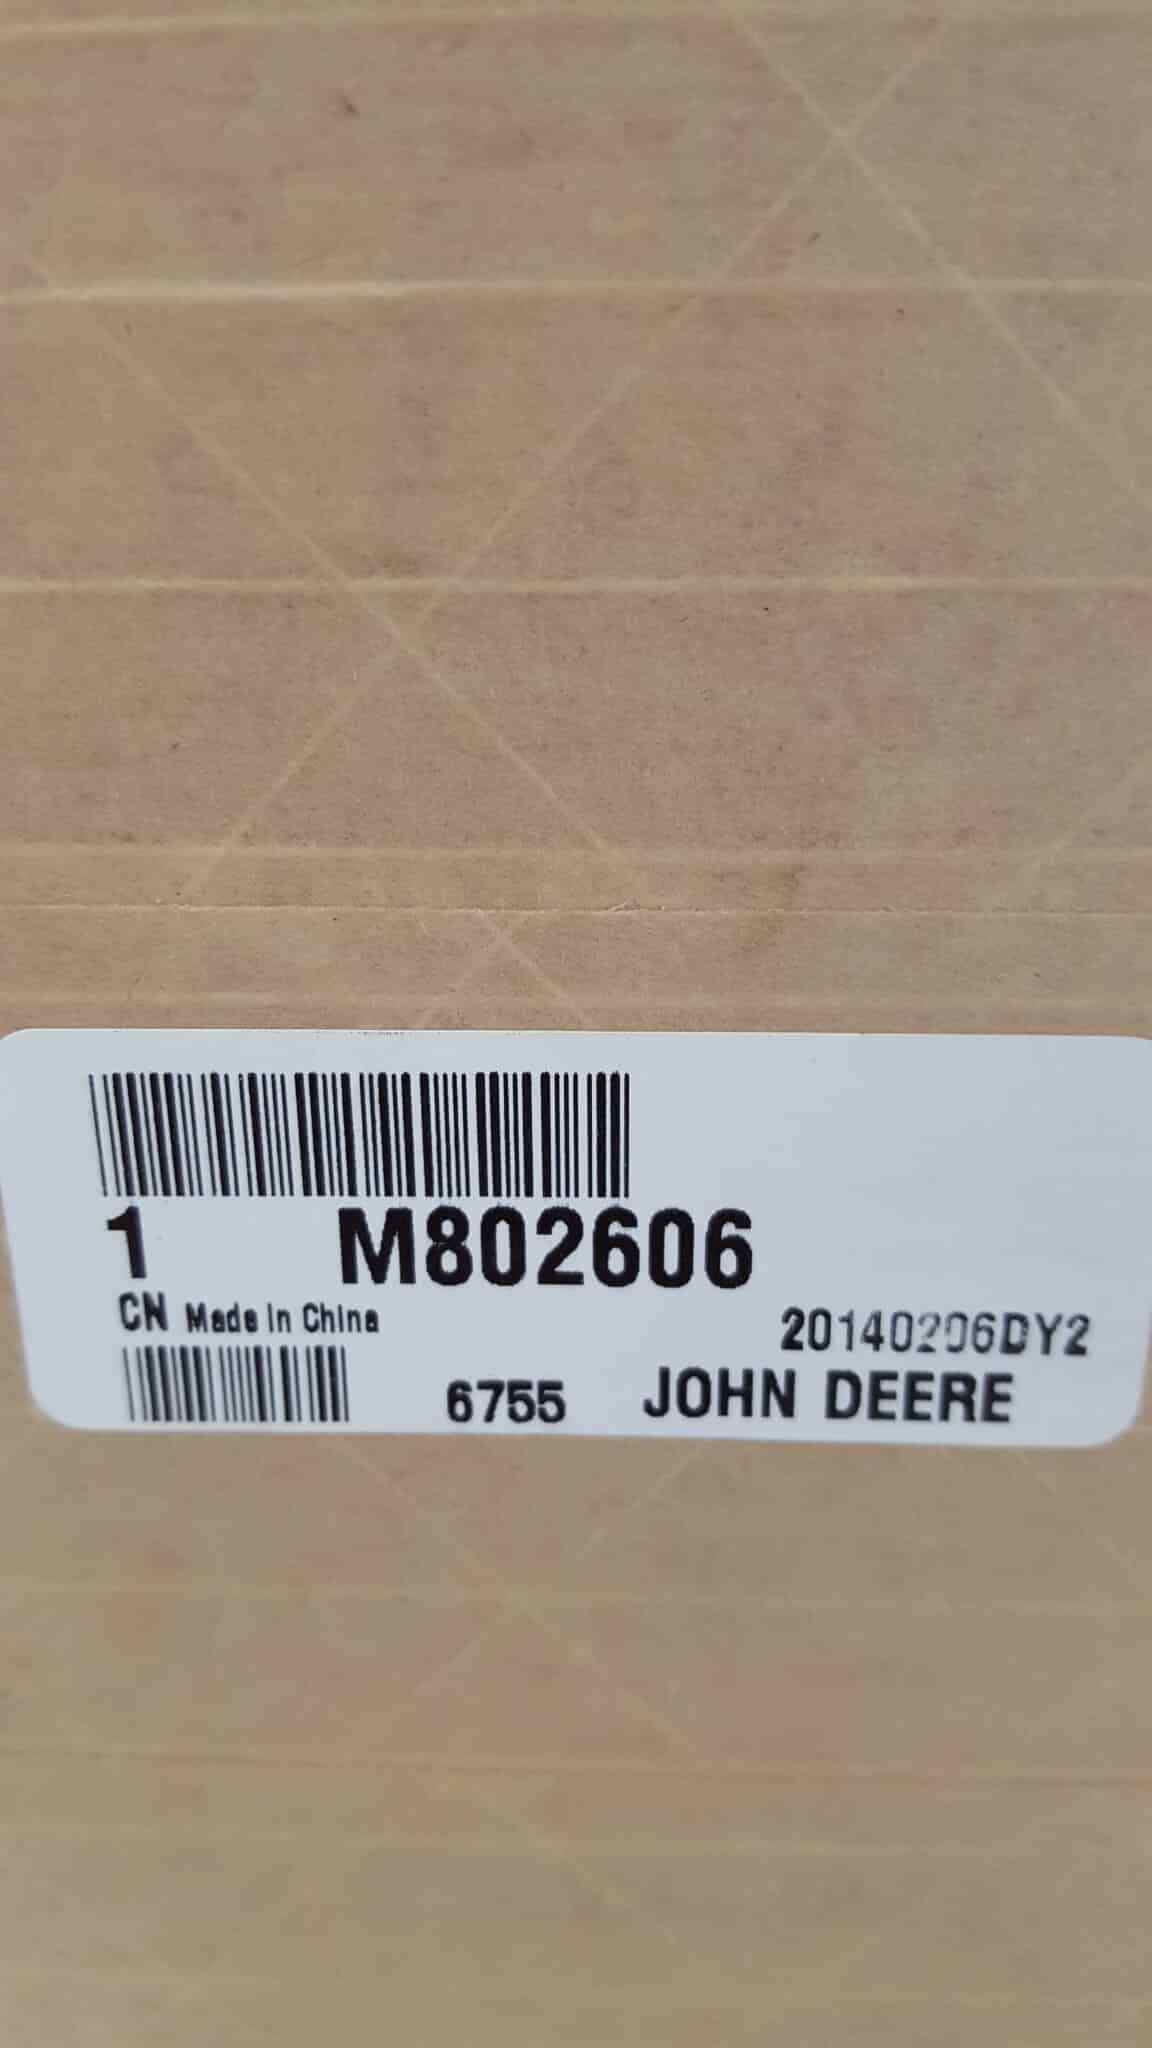 1 M802606
CN Made In China 20140206DY2
6755 JOHN DEERE